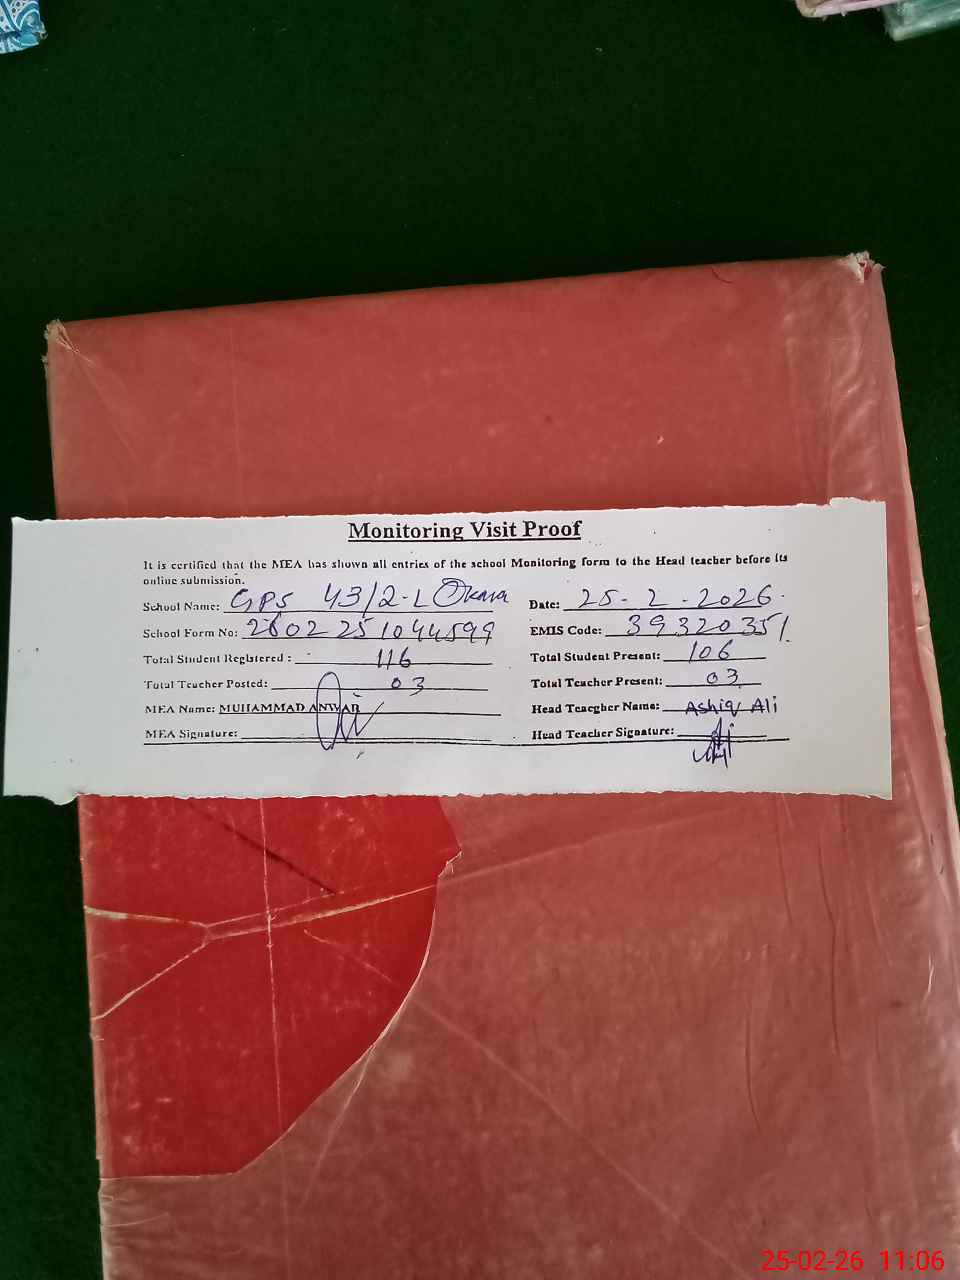 Monitoring Visit Proof
It is certified that the MEA has shown all entries of the school Monitoring form to the Head teacher before its
online submission.
School Name: GPS 43/2-L Okara Date: 25-2-2026
School Form No: 2602251044599 EMIS Code: 39320351
Total Student Registered : 116 Total Student Present: 106
Total Teacher Posted: 03 Total Teacher Present: 03
MEA Name: MUHAMMAD ANWAR Head Teacgher Name: Ashiq Ali
MEA Signature: Head Teacher Signature:
25-02-26 11:06